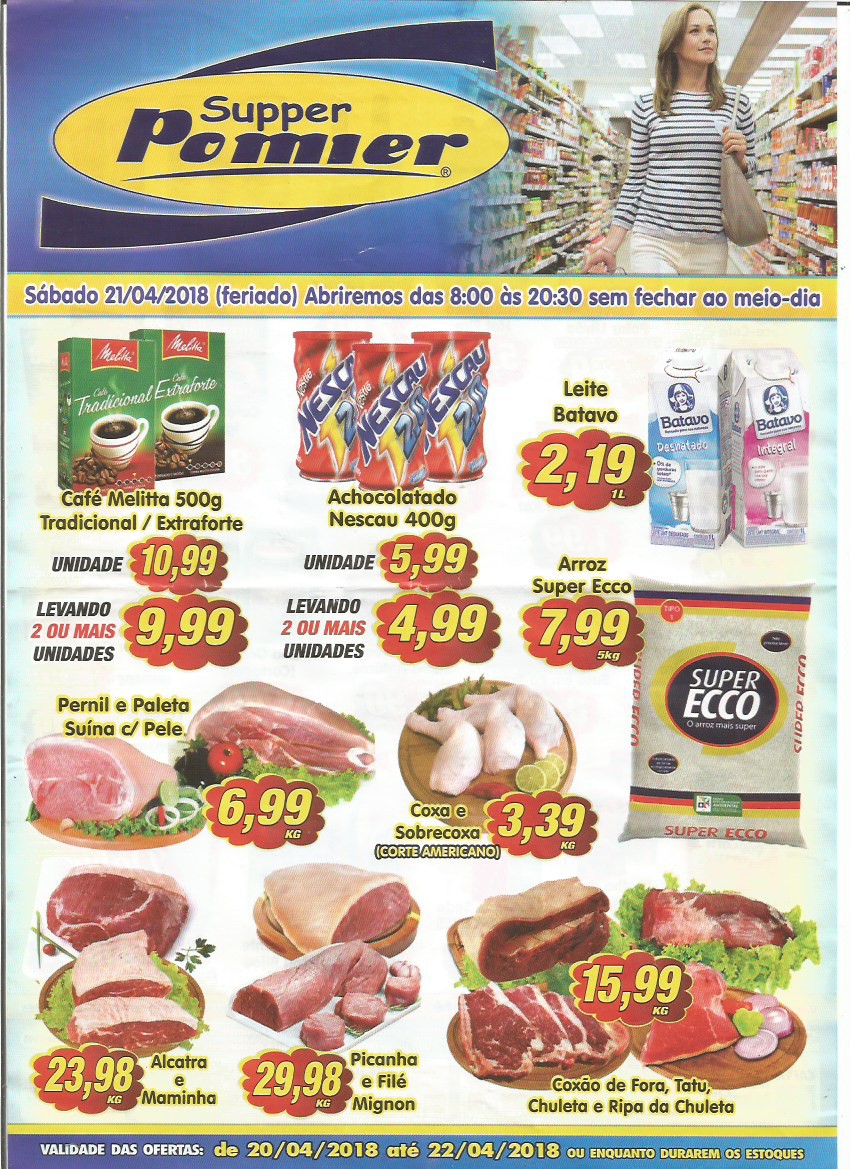 Supper
Pomier
®
Sábado 21/04/2018 (feriado) Abriremos das 8:00 às 20:30 sem fechar ao meio-dia
Melitta
Café
Tradicional
Melitta
Café
Extraforte
Café Melitta 500g
Tradicional / Extraforte
UNIDADE 10,99
LEVANDO
2 OU MAIS
UNIDADES
9,99
Nestlé
NESCAU
2.0
NESCAU
2.0
NESCAU
2.0
Achocolatado
Nescau 400g
UNIDADE 5,99
LEVANDO
2 OU MAIS
UNIDADES
4,99
Leite
Batavo
2,19
1L
Batavo
Desnatado
Batavo
Integral
Arroz
Super Ecco
7,99
5kg
TIPO
1
SUPER
ECCO
O arroz mais super
SUPER ECCO
SUPER ECCO
AMBIENTAL
SUPER ECCO
Pernil e Paleta
Suína c/ Pele
6,99
KG
Coxa e
Sobrecoxa
(CORTE AMERICANO)
3,39
KG
23,98
KG
Alcatra
e
Maminha
29,98
KG
Picanha
e Filé
Mignon
15,99
KG
Coxão de Fora, Tatu,
Chuleta e Ripa da Chuleta
VALIDADE DAS OFERTAS: de 20/04/2018 até 22/04/2018 OU ENQUANTO DURAREM OS ESTOQUES